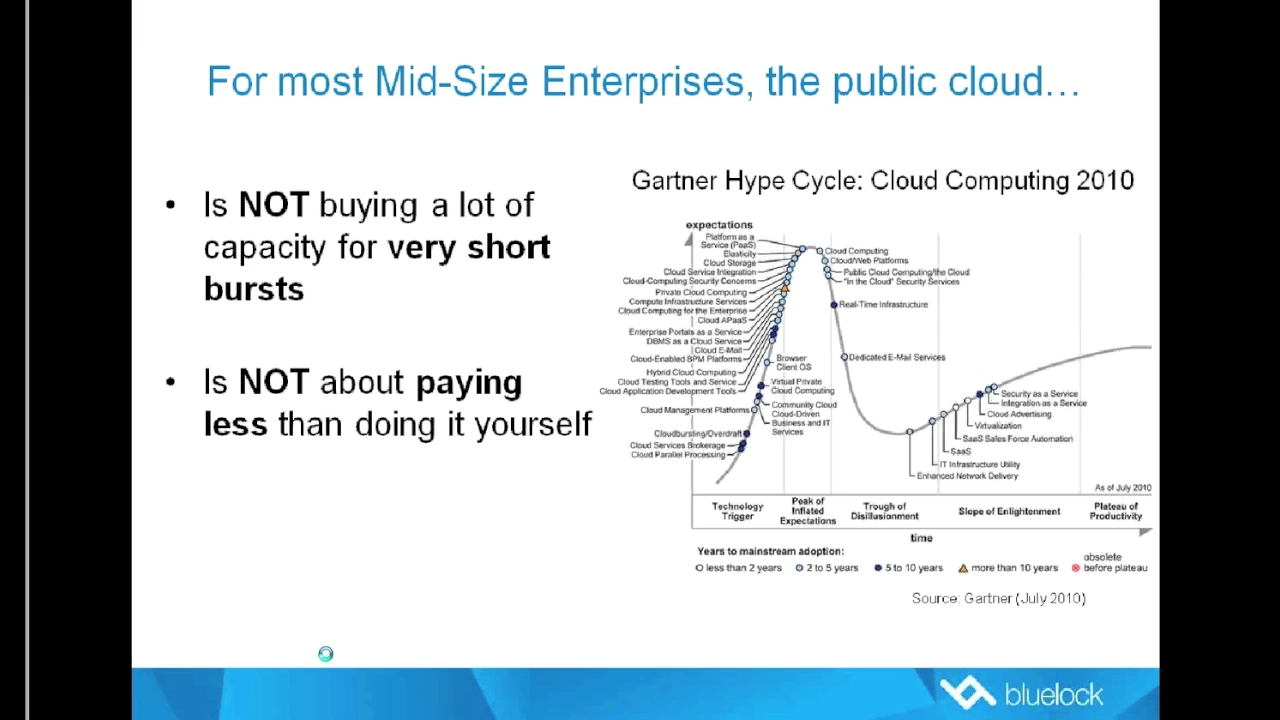 For most Mid-Size Enterprises, the public cloud…
• Is NOT buying a lot of
capacity for very short
bursts
• Is NOT about paying
less than doing it yourself
Gartner Hype Cycle: Cloud Computing 2010
expectations
Platform as a
Service (PaaS)
Elasticity
Cloud Storage
Cloud Service Integration
Cloud-Computing Security Concerns
Private Cloud Computing
Compute Infrastructure Services
Cloud Computing for the Enterprise
Cloud APaaS
Enterprise Portals as a Service
DBMS as a Cloud Service
Cloud E-Mail
Cloud-Enabled BPM Platforms
Hybrid Cloud Computing
Cloud Testing Tools and Service
Cloud Application Development Tools
Cloud Management Platforms
Cloudbursting/Overdraft
Cloud Services Brokerage
Cloud Parallel Processing
Browser
Client OS
Virtual Private
Cloud Computing
Community Cloud
Cloud-Driven
Business and IT
Services
Cloud Computing
Cloud/Web Platforms
Public Cloud Computing/the Cloud
"In the Cloud" Security Services
Real-Time Infrastructure
Dedicated E-Mail Services
Security as a Service
Integration as a Service
Cloud Advertising
Virtualization
SaaS Sales Force Automation
SaaS
IT Infrastructure Utility
Enhanced Network Delivery
As of July 2010
Technology
Trigger
Peak of
Inflated
Expectations
Trough of
Disillusionment
Slope of Enlightenment
Plateau of
Productivity
time
Years to mainstream adoption:
less than 2 years
2 to 5 years
5 to 10 years
more than 10 years
obsolete
before plateau
Source: Gartner (July 2010)
bluelock